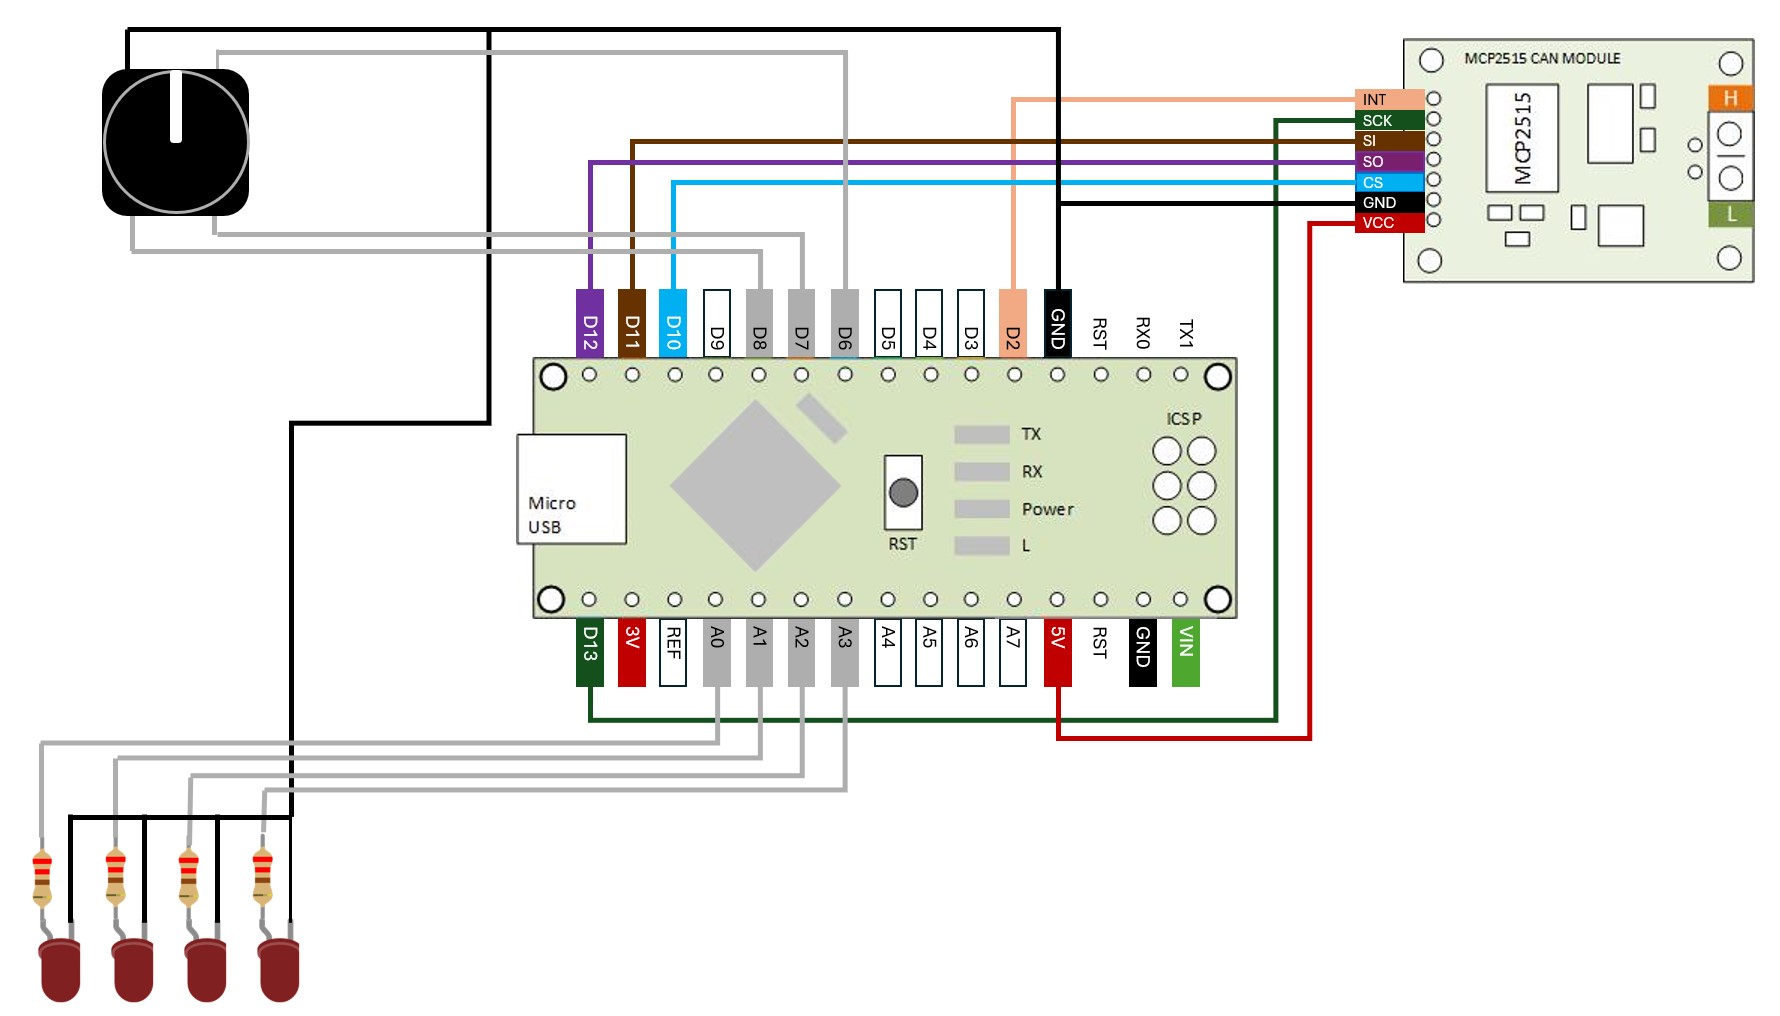 MCP2515 CAN MODULE
INT
SCK
SI
SO
CS
GND
VCC
MCP2515
H
L
D12
D11
D10
D9
D8
D7
D6
D5
D4
D3
D2
GND
RST
RX0
TX1
ICSP
TX
RX
Power
L
Micro
USB
RST
D13
3V
REF
A0
A1
A2
A3
A4
A5
A6
A7
5V
RST
GND
VIN